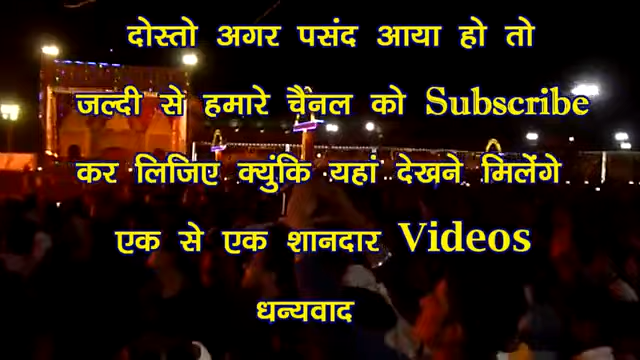 दोस्तो अगर पसंद आया हो तो
जल्दी से हमारे चैनल को Subscribe
कर लिजिए क्युंकि यहां देखने मिलेंगे
एक से एक शानदार Videos
धन्यवाद